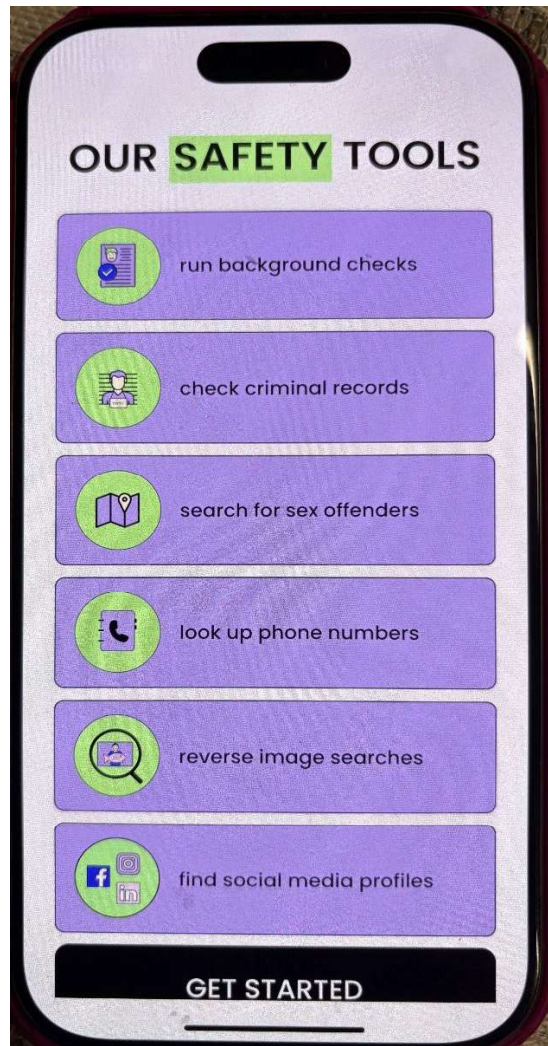 OUR SAFETY TOOLS
run background checks
check criminal records
search for sex offenders
look up phone numbers
reverse image searches
find social media profiles
GET STARTED